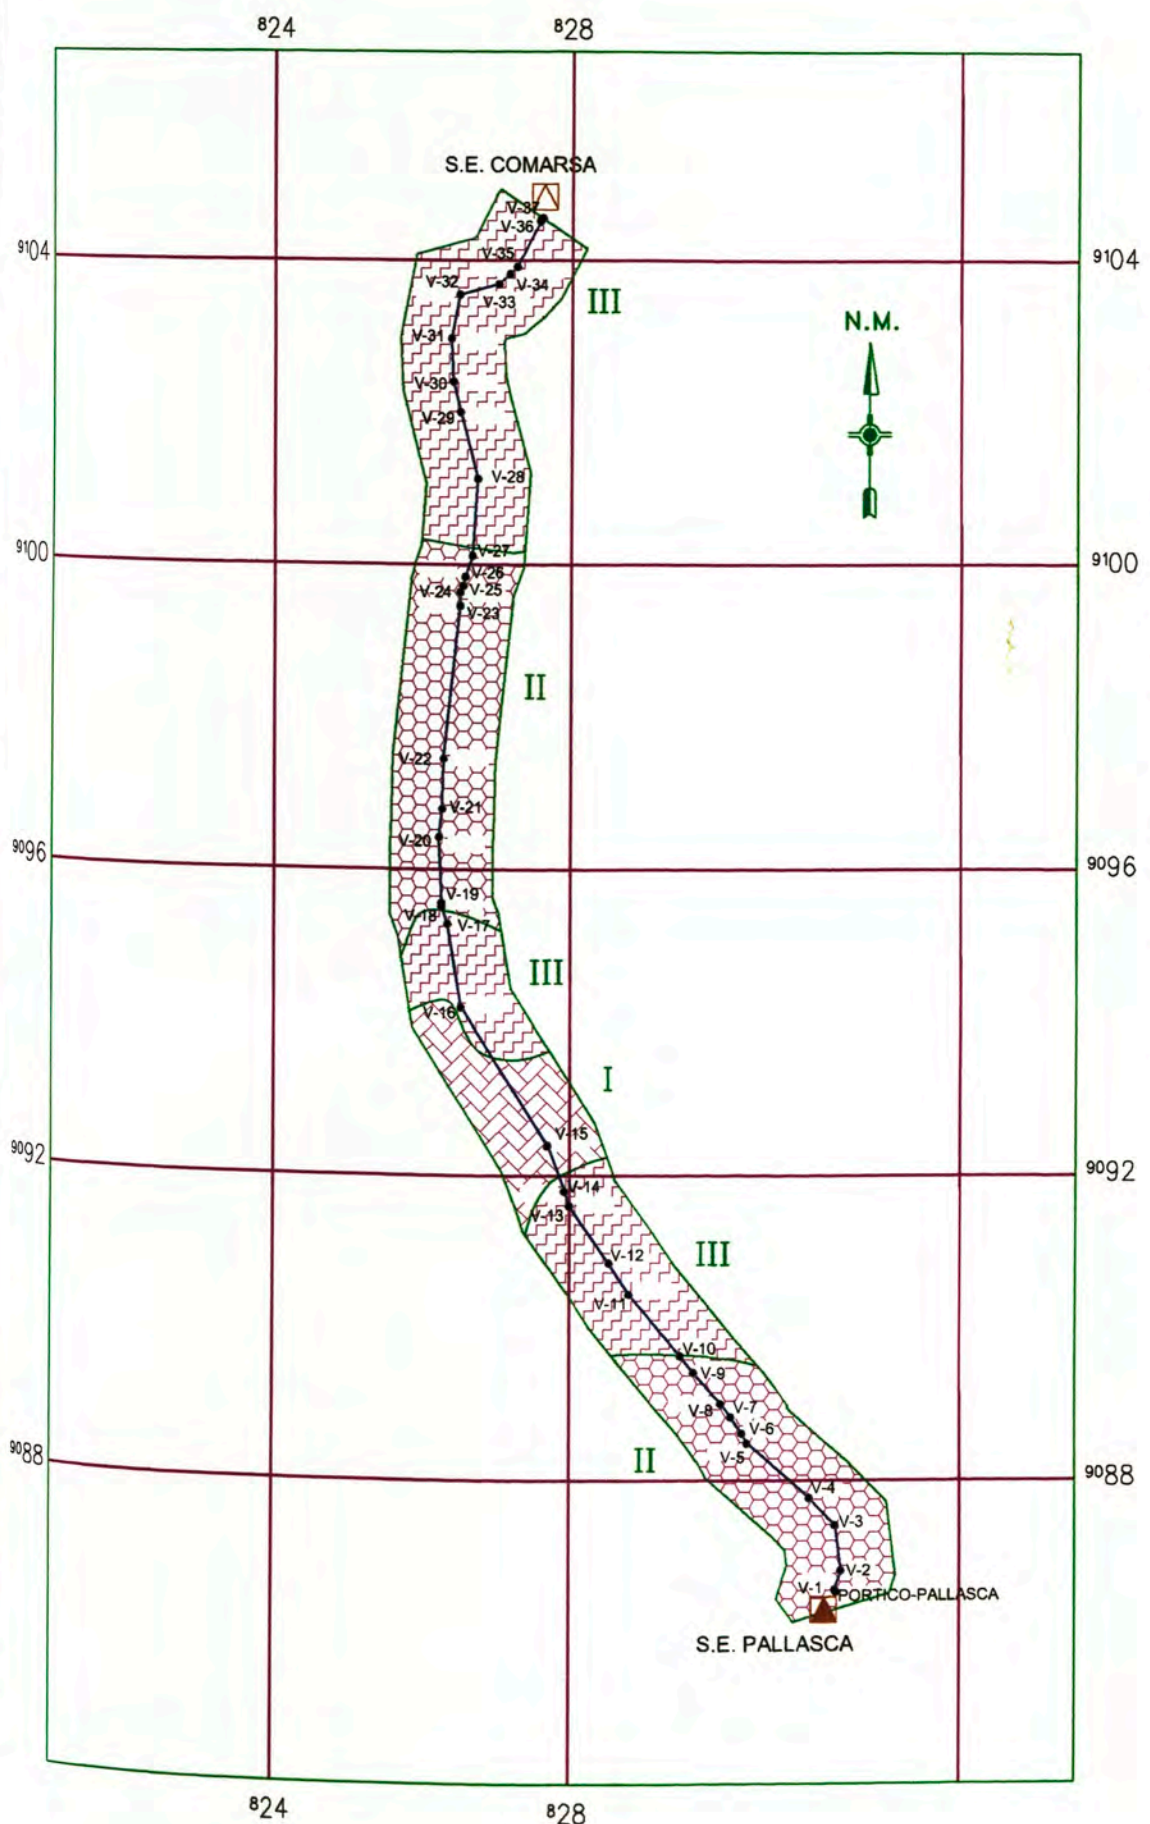 824 828
S.E. COMARSA
V-37
V-36
9104 9104
V-35
V-32 V-34
V-33
III
N.M.
V-31
V-30
V-29
V-28
9100 9100
V-27
V-26
V-24 V-25
V-23
II
V-22
V-21
V-20
9096 9096
V-19
V-18 V-17
III
V-16
I
V-15
9092 9092
V-14
V-13
III
V-12
V-11
V-10
V-9
V-8 V-7
V-6
V-5
II
9088 9088
V-4
V-3
V-2
V-1 PORTICO-PALLASCA
S.E. PALLASCA
824 828